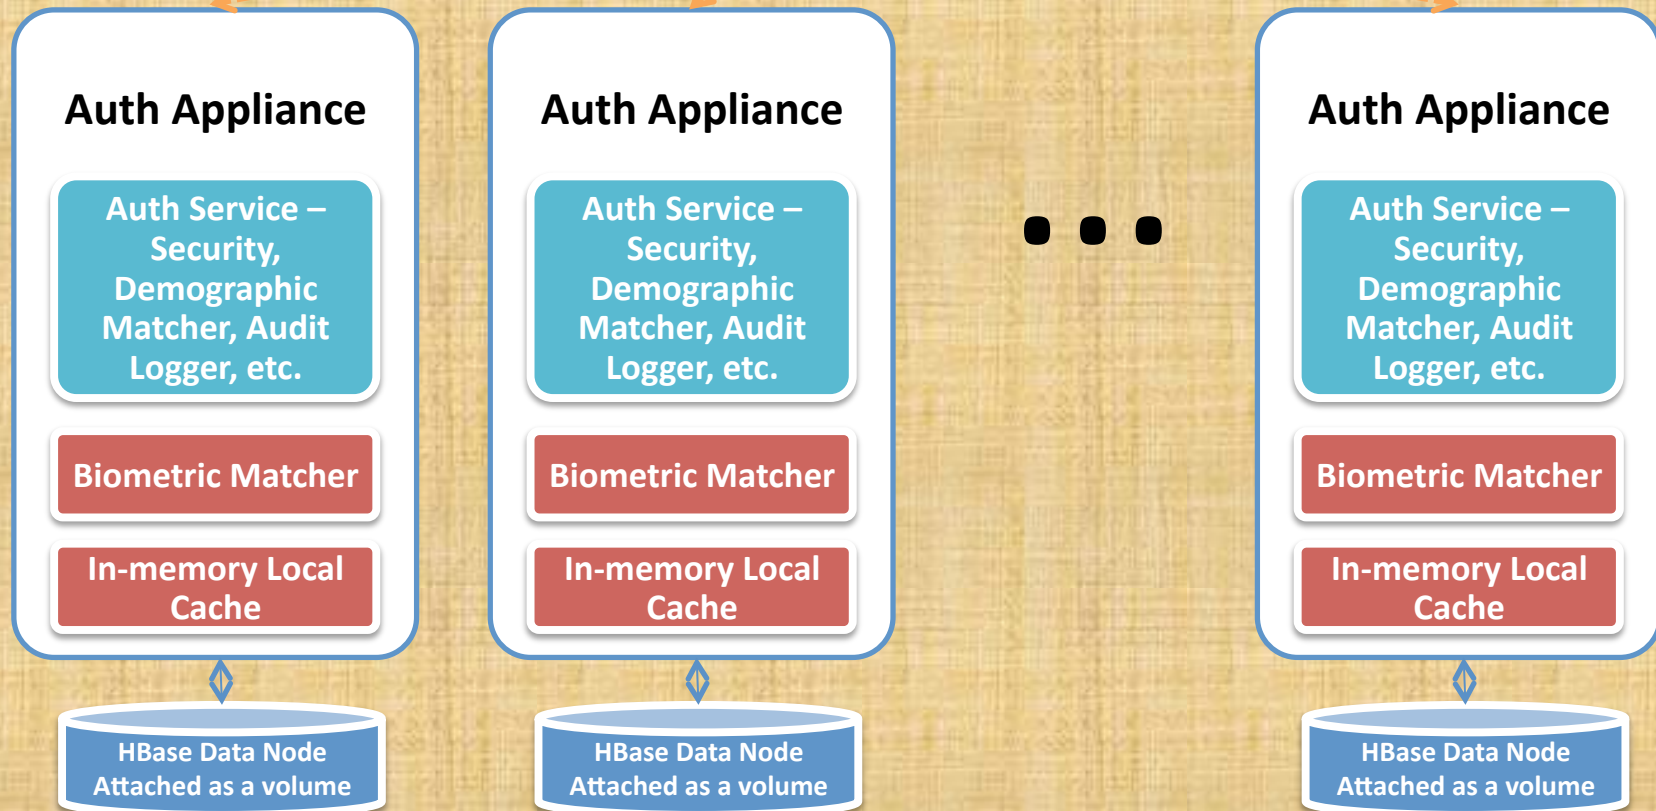 Auth Appliance
Auth Service –
Security,
Demographic
Matcher, Audit
Logger, etc.
Biometric Matcher
In-memory Local
Cache
HBase Data Node
Attached as a volume
Auth Appliance
Auth Service –
Security,
Demographic
Matcher, Audit
Logger, etc.
Biometric Matcher
In-memory Local
Cache
HBase Data Node
Attached as a volume
...
Auth Appliance
Auth Service –
Security,
Demographic
Matcher, Audit
Logger, etc.
Biometric Matcher
In-memory Local
Cache
HBase Data Node
Attached as a volume